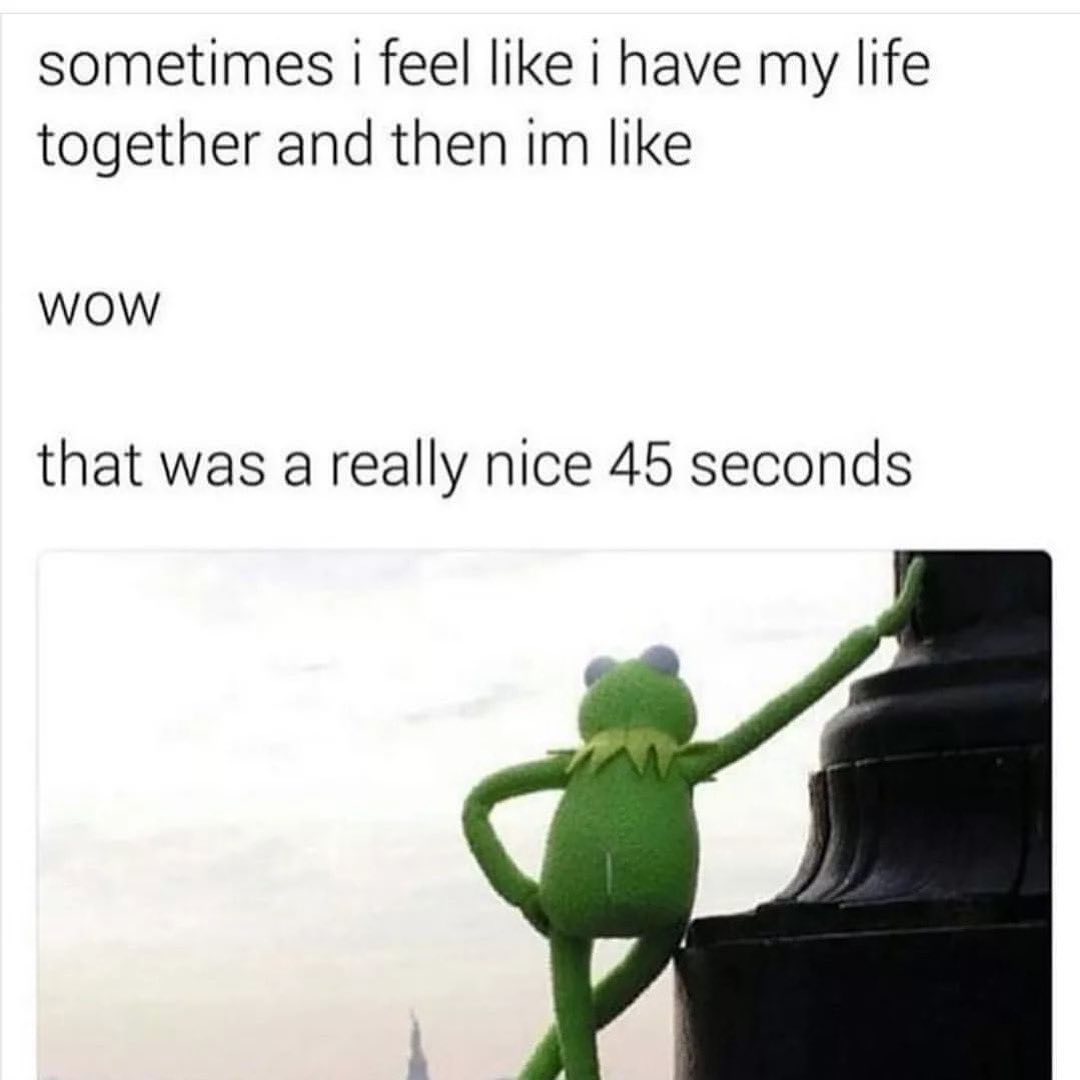 sometimes i feel like i have my life
together and then im like
wow
that was a really nice 45 seconds